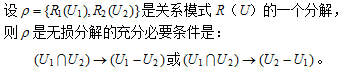 设 ρ = {R₁(U₁), R₂(U₂)} 是关系模式 R（U）的一个分解，
则 ρ 是无损分解的充分必要条件是：
(U₁∩U₂) → (U₁−U₂) 或 (U₁∩U₂) → (U₂−U₁)。